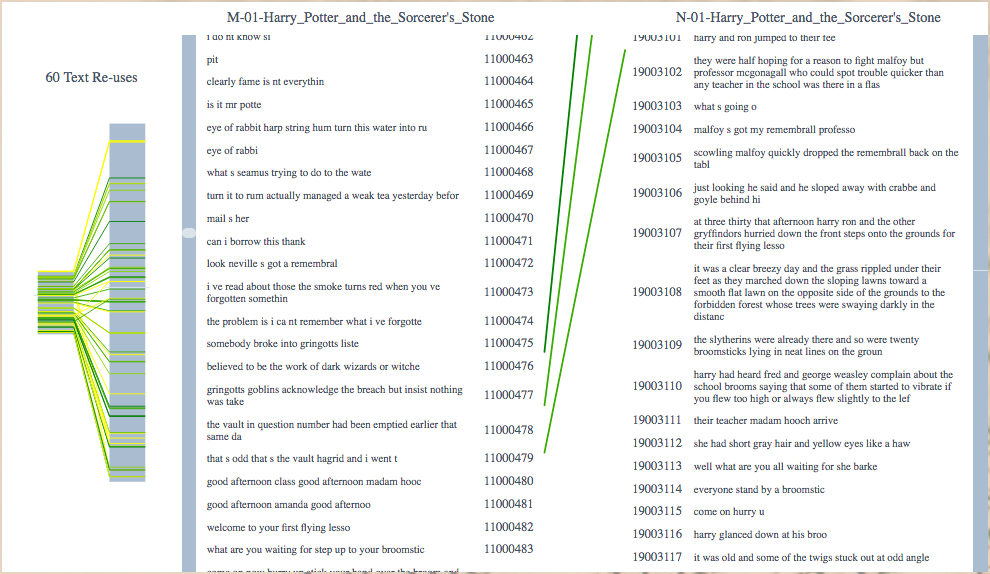 M-01-Harry_Potter_and_the_Sorcerer's_Stone
N-01-Harry_Potter_and_the_Sorcerer's_Stone
60 Text Re-uses
i do nt know si 11000462
pit 11000463
clearly fame is nt everythin 11000464
is it mr potte 11000465
eye of rabbit harp string hum turn this water into ru 11000466
eye of rabbi 11000467
what s seamus trying to do to the wate 11000468
turn it to rum actually managed a weak tea yesterday befor 11000469
mail s her 11000470
can i borrow this thank 11000471
look neville s got a remembral 11000472
i ve read about those the smoke turns red when you ve
forgotten somethin 11000473
the problem is i ca nt remember what i ve forgotte 11000474
somebody broke into gringotts liste 11000475
believed to be the work of dark wizards or witche 11000476
gringotts goblins acknowledge the breach but insist nothing
was take 11000477
the vault in question number had been emptied earlier that
same da 11000478
that s odd that s the vault hagrid and i went t 11000479
good afternoon class good afternoon madam hooc 11000480
good afternoon amanda good afternoo 11000481
welcome to your first flying lesso 11000482
what are you waiting for step up to your broomstic 11000483
come on now hurry up stick your hand over the broom and
19003101 harry and ron jumped to their fee
they were half hoping for a reason to fight malfoy but
19003102 professor mcgonagall who could spot trouble quicker than
any teacher in the school was there in a flas
19003103 what s going o
19003104 malfoy s got my remembrall professo
19003105 scowling malfoy quickly dropped the remembrall back on the
tabl
19003106 just looking he said and he sloped away with crabbe and
goyle behind hi
at three thirty that afternoon harry ron and the other
19003107 gryffindors hurried down the front steps onto the grounds for
their first flying lesso
it was a clear breezy day and the grass rippled under their
feet as they marched down the sloping lawns toward a
19003108 smooth flat lawn on the opposite side of the grounds to the
forbidden forest whose trees were swaying darkly in the
distanc
19003109 the slytherins were already there and so were twenty
broomsticks lying in neat lines on the groun
harry had heard fred and george weasley complain about the
19003110 school brooms saying that some of them started to vibrate if
you flew too high or always flew slightly to the lef
19003111 their teacher madam hooch arrive
19003112 she had short gray hair and yellow eyes like a haw
19003113 well what are you all waiting for she barke
19003114 everyone stand by a broomstic
19003115 come on hurry u
19003116 harry glanced down at his broo
19003117 it was old and some of the twigs stuck out at odd angle